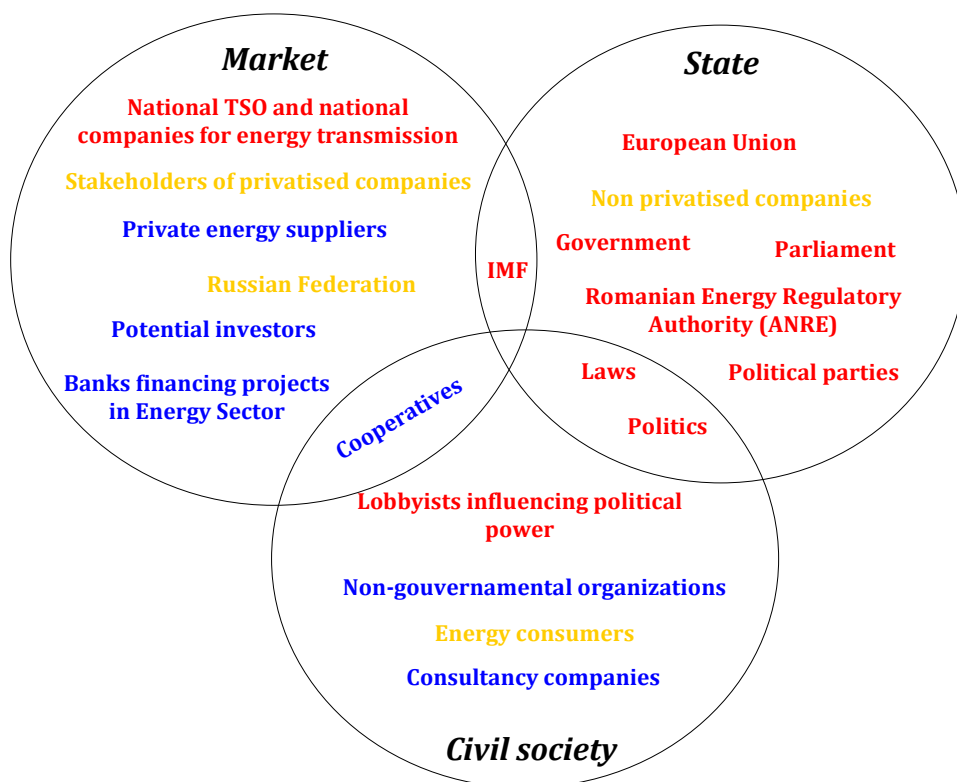 Market
National TSO and national
companies for energy transmission
Stakeholders of privatised companies
Private energy suppliers
Russian Federation
Potential investors
Banks financing projects
in Energy Sector
State
European Union
Non privatised companies
Government
Parliament
IMF
Romanian Energy Regulatory
Authority (ANRE)
Laws
Political parties
Politics
Cooperatives
Lobbyists influencing political
power
Non-gouvernamental organizations
Energy consumers
Consultancy companies
Civil society